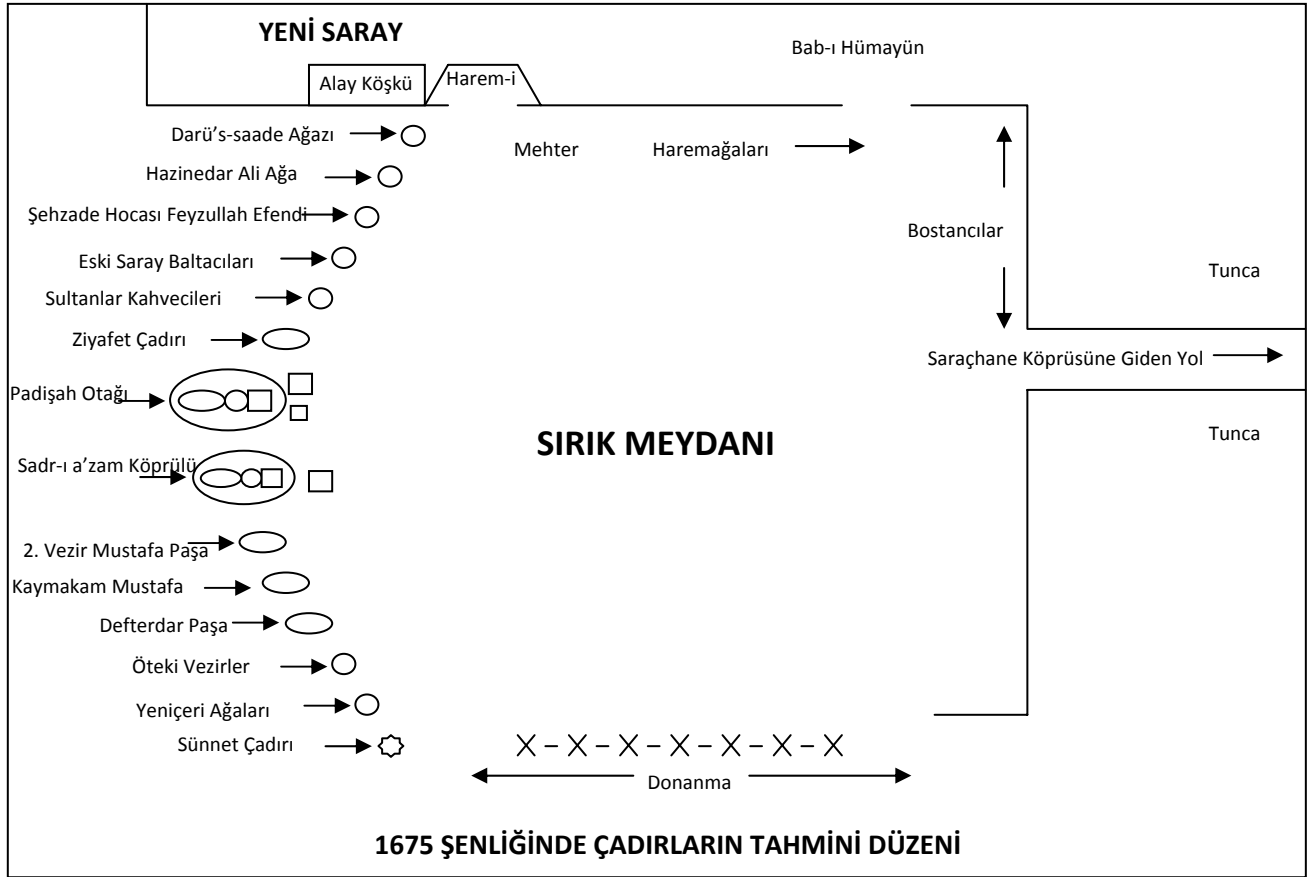 YENİ SARAY
Bab-ı Hümayün
Alay Köşkü
Harem-i
Darü’s-saade Ağazı
Mehter
Haremağaları
Hazinedar Ali Ağa
Şehzade Hocası Feyzullah Efendi
Bostancılar
Eski Saray Baltacıları
Tunca
Sultanlar Kahvecileri
Ziyafet Çadırı
Saraçhane Köprüsüne Giden Yol
Padişah Otağı
SIRIK MEYDANI
Tunca
Sadr-ı a’zam Köprülü
2. Vezir Mustafa Paşa
Kaymakam Mustafa
Defterdar Paşa
Öteki Vezirler
Yeniçeri Ağaları
Sünnet Çadırı
X – X – X – X – X – X – X
Donanma
1675 ŞENLİĞİNDE ÇADIRLARIN TAHMİNİ DÜZENİ